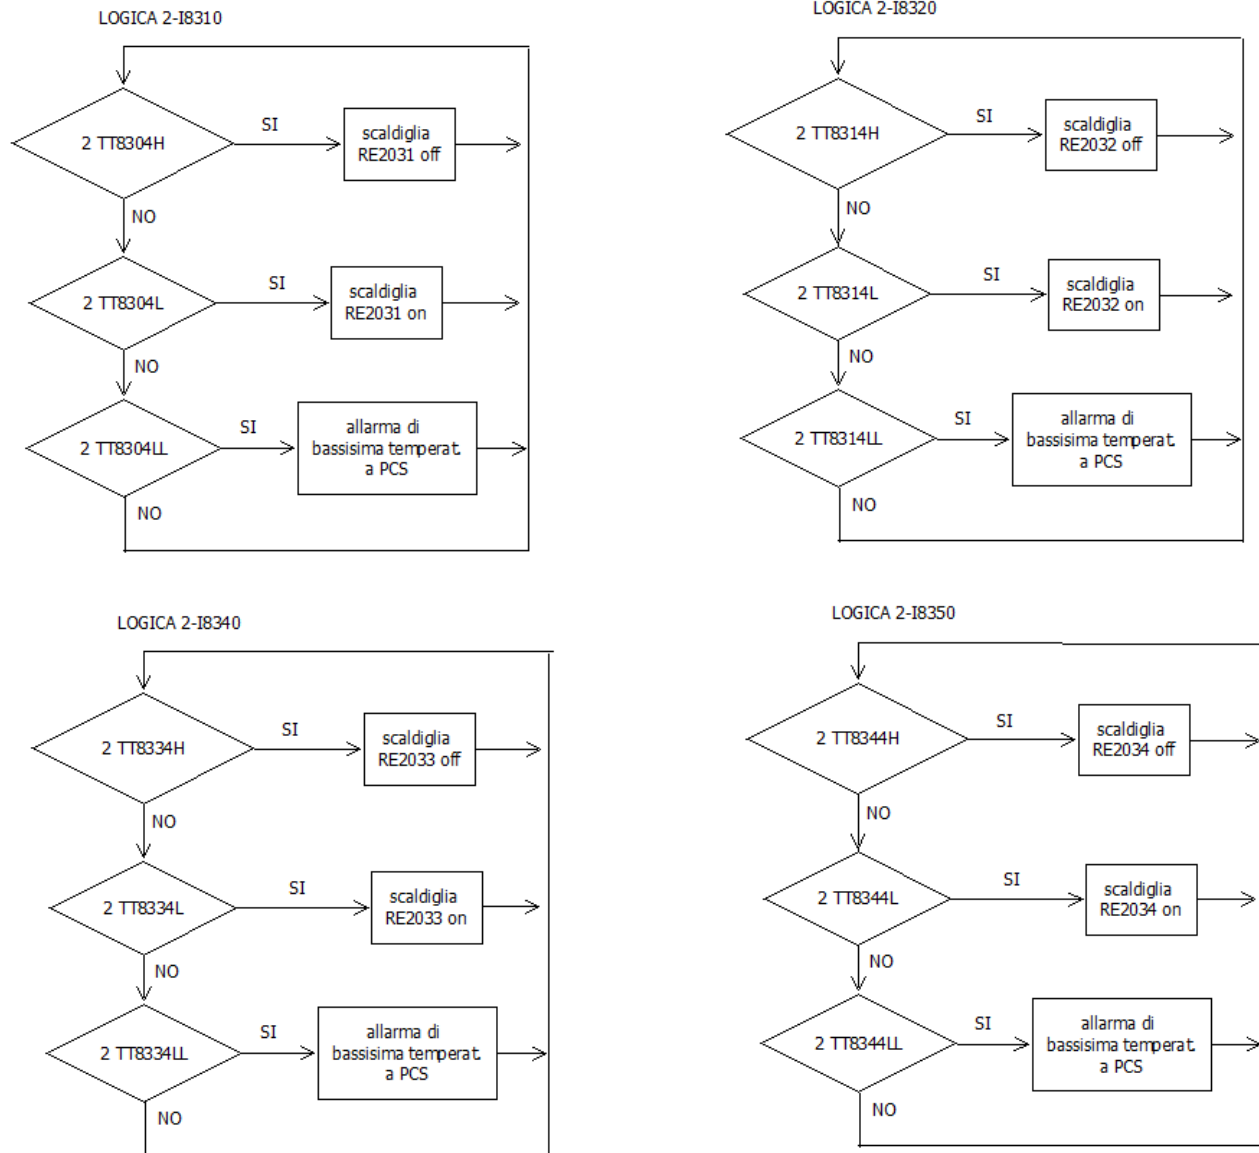 LOGICA 2-I8310
2 TT8304H
SI
scaldiglia
RE2031 off
NO
2 TT8304L
SI
scaldiglia
RE2031 on
NO
2 TT8304LL
SI
allarma di
bassisima temperat.
a PCS
NO
LOGICA 2-I8320
2 TT8314H
SI
scaldiglia
RE2032 off
NO
2 TT8314L
SI
scaldiglia
RE2032 on
NO
2 TT8314LL
SI
allarma di
bassisima temperat.
a PCS
NO
LOGICA 2-I8340
2 TT8334H
SI
scaldiglia
RE2033 off
NO
2 TT8334L
SI
scaldiglia
RE2033 on
NO
2 TT8334LL
SI
allarma di
bassisima temperat.
a PCS
NO
LOGICA 2-I8350
2 TT8344H
SI
scaldiglia
RE2034 off
NO
2 TT8344L
SI
scaldiglia
RE2034 on
NO
2 TT8344LL
SI
allarma di
bassisima temperat.
a PCS
NO